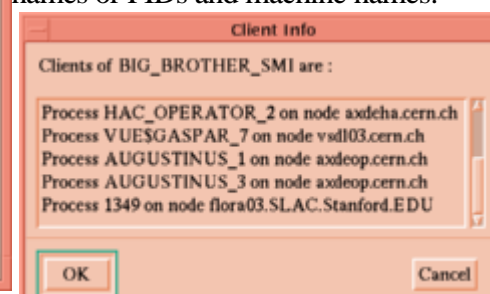 names or PIDs and machine names.
Client Info
Clients of BIG_BROTHER_SMI are :
Process HAC_OPERATOR_2 on node axdeha.cern.ch
Process VUE$GASPAR_7 on node vsdl03.cern.ch
Process AUGUSTINUS_1 on node axdeop.cern.ch
Process AUGUSTINUS_3 on node axdeop.cern.ch
Process 1349 on node flora03.SLAC.Stanford.EDU
OK
Cancel